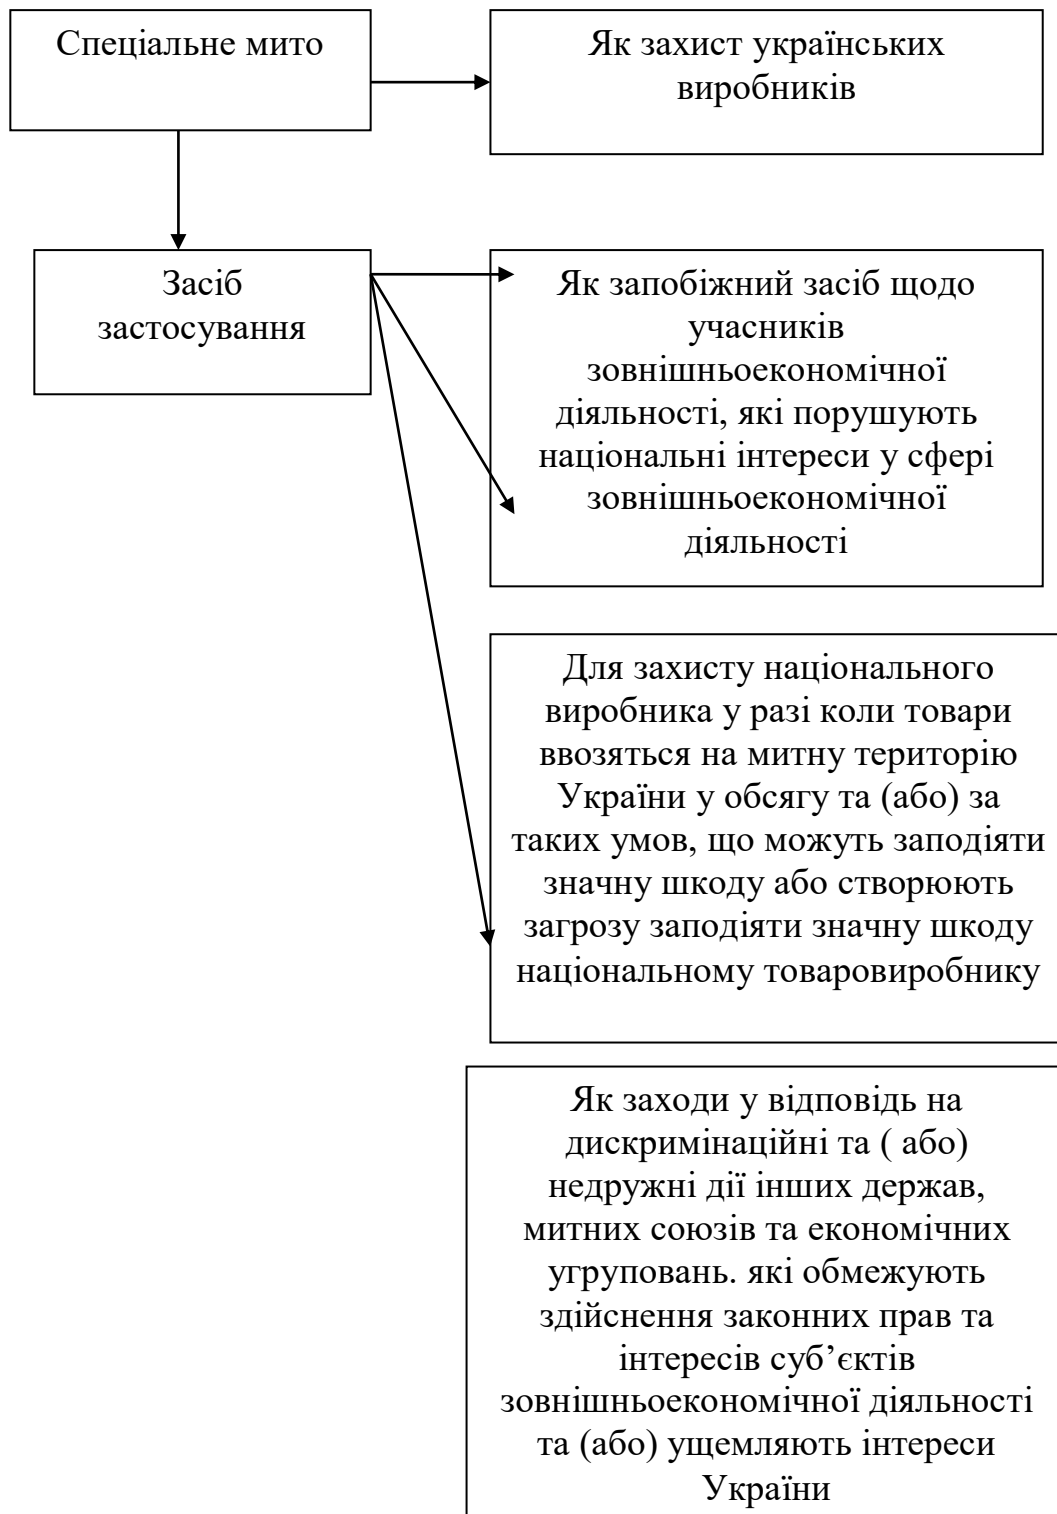 Спеціальне мито
Як захист українських
виробників
Засіб
застосування
Як запобіжний засіб щодо
учасників
зовнішньоекономічної
діяльності, які порушують
національні інтереси у сфері
зовнішньоекономічної
діяльності
Для захисту національного
виробника у разі коли товари
ввозяться на митну територію
України у обсягу та (або) за
таких умов, що можуть заподіяти
значну шкоду або створюють
загрозу заподіяти значну шкоду
національному товаровиробнику
Як заходи у відповідь на
дискримінаційні та ( або)
недружні дії інших держав,
митних союзів та економічних
угруповань. які обмежують
здійснення законних прав та
інтересів суб’єктів
зовнішньоекономічної діяльності
та (або) ущемляють інтереси
України